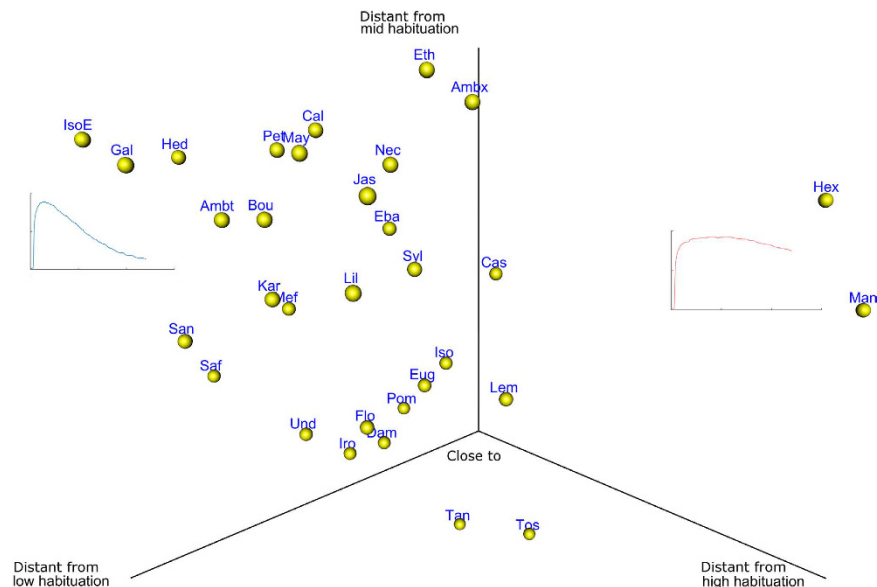 Distant from
mid habituation
Eth
Ambx
Cal
IsoE
Gal
Hed
Pet
May
Nec
Jas
Hex
Ambt
Bou
Eba
Syl
Cas
Kar
Mef
Lil
Man
San
Saf
Iso
Eug
Pom
Lem
Und
Flo
Dam
Iro
Close to
Tan
Tos
Distant from
low habituation
Distant from
high habituation